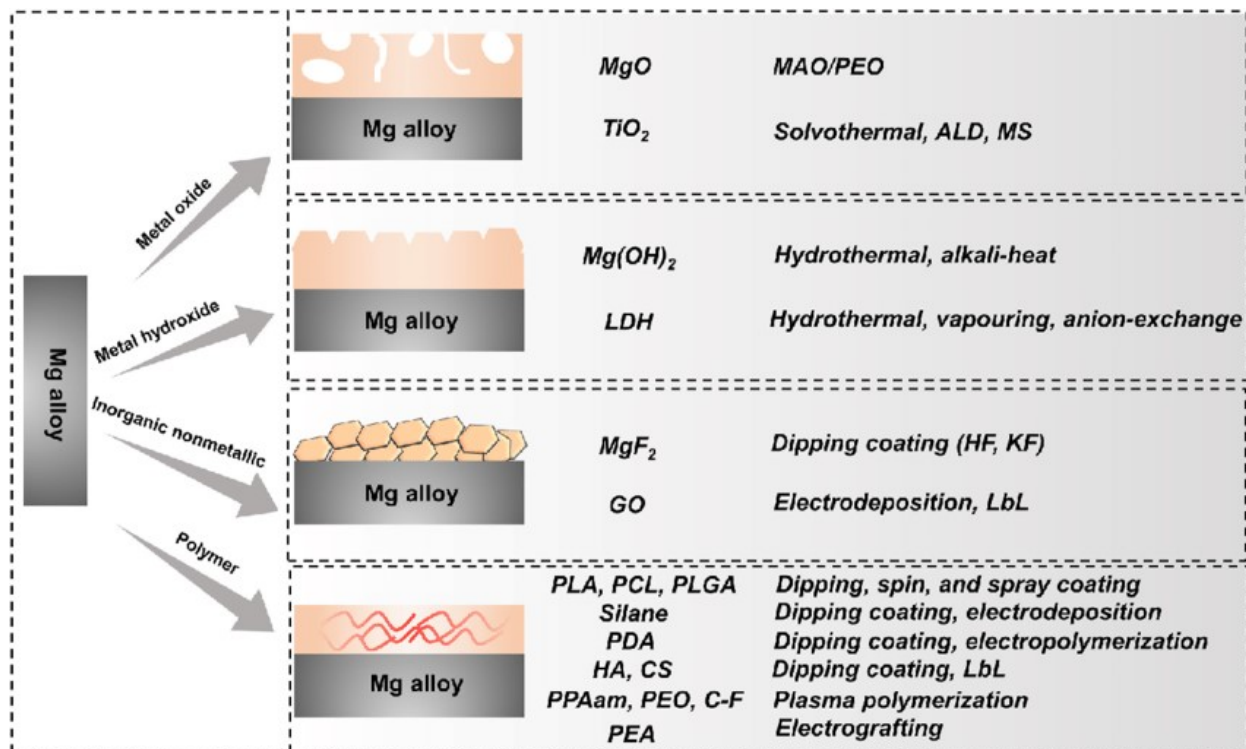 Mg alloy
Metal oxide
Metal hydroxide
Inorganic nonmetallic
Polymer
Mg alloy
MgO MAO/PEO
TiO₂ Solvothermal, ALD, MS
Mg alloy
Mg(OH)₂ Hydrothermal, alkali-heat
LDH Hydrothermal, vapouring, anion-exchange
Mg alloy
MgF₂ Dipping coating (HF, KF)
GO Electrodeposition, LbL
Mg alloy
PLA, PCL, PLGA Dipping, spin, and spray coating
Silane Dipping coating, electrodeposition
PDA Dipping coating, electropolymerization
HA, CS Dipping coating, LbL
PPAam, PEO, C-F Plasma polymerization
PEA Electrografting